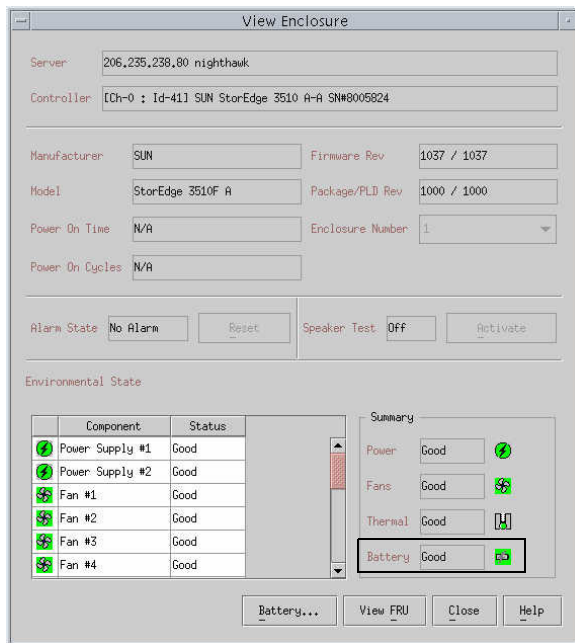 View Enclosure
Server 206.235.238.80 nighthawk
Controller [Ch-0 : Id-41] SUN StorEdge 3510 A-A SN#8005824
Manufacturer SUN Firmware Rev 1037 / 1037
Model StorEdge 3510F A Package/PLD Rev 1000 / 1000
Power On Time N/A Enclosure Number 1
Power On Cycles N/A
Alarm State No Alarm Reset Speaker Test Off Activate
Environmental State
Summary
Component Status
Power Supply #1 Good
Power Supply #2 Good
Fan #1 Good
Fan #2 Good
Fan #3 Good
Fan #4 Good
Power Good
Fans Good
Thermal Good
Battery Good
Battery... View FRU Close Help